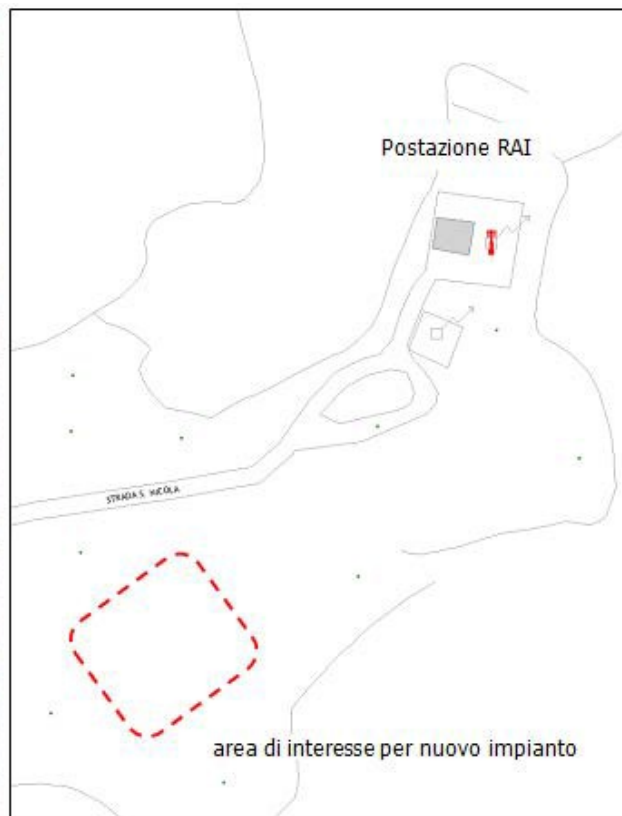 Postazione RAI
STRADA S. NICOLA
area di interesse per nuovo impianto